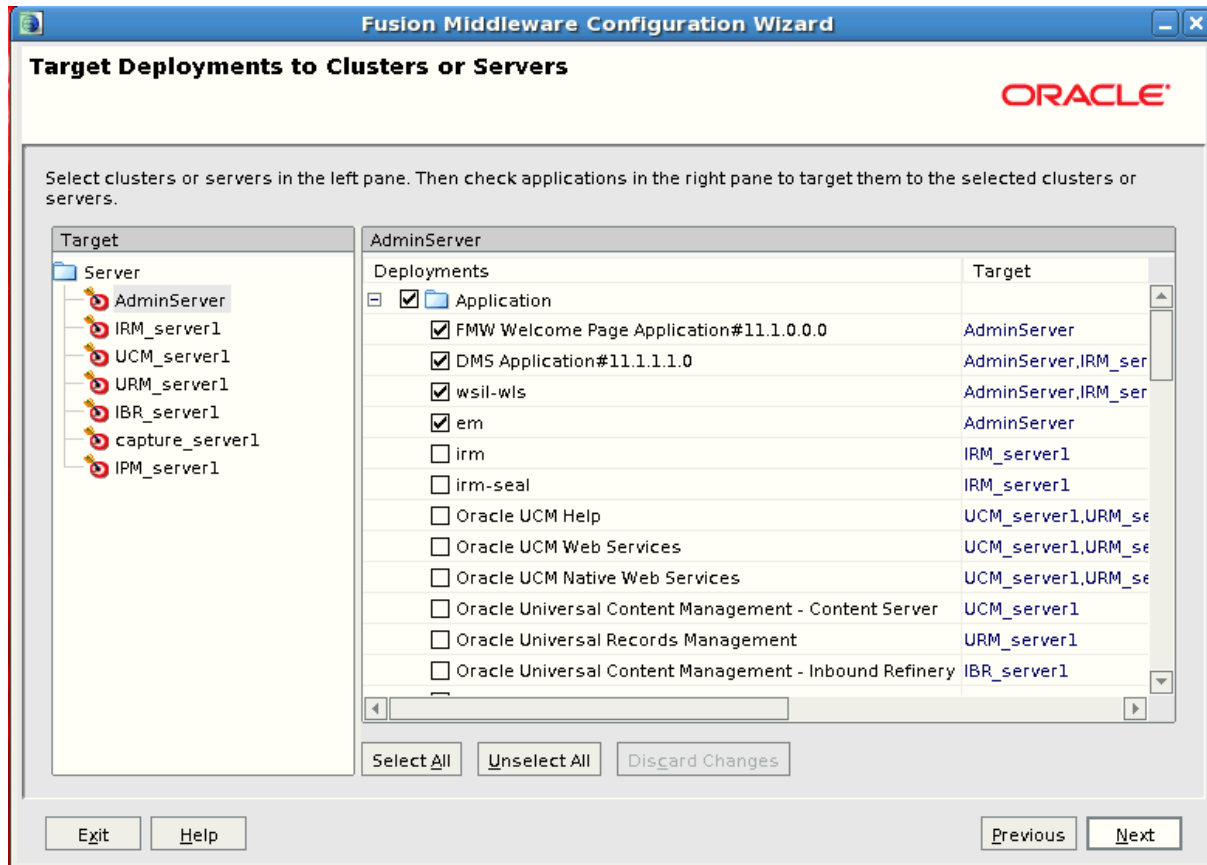 Fusion Middleware Configuration Wizard
Target Deployments to Clusters or Servers
ORACLE
Select clusters or servers in the left pane. Then check applications in the right pane to target them to the selected clusters or
servers.
Target
Server
AdminServer
IRM_server1
UCM_server1
URM_server1
IBR_server1
capture_server1
IPM_server1
AdminServer
Deployments Target
Application
FMW Welcome Page Application#11.1.0.0.0 AdminServer
DMS Application#11.1.1.1.0 AdminServer,IRM_ser
wsil-wls AdminServer,IRM_ser
em AdminServer
irm IRM_server1
irm-seal IRM_server1
Oracle UCM Help UCM_server1,URM_se
Oracle UCM Web Services UCM_server1,URM_se
Oracle UCM Native Web Services UCM_server1,URM_se
Oracle Universal Content Management - Content Server UCM_server1
Oracle Universal Records Management URM_server1
Oracle Universal Content Management - Inbound Refinery IBR_server1
Select All Unselect All Discard Changes
Exit Help Previous Next